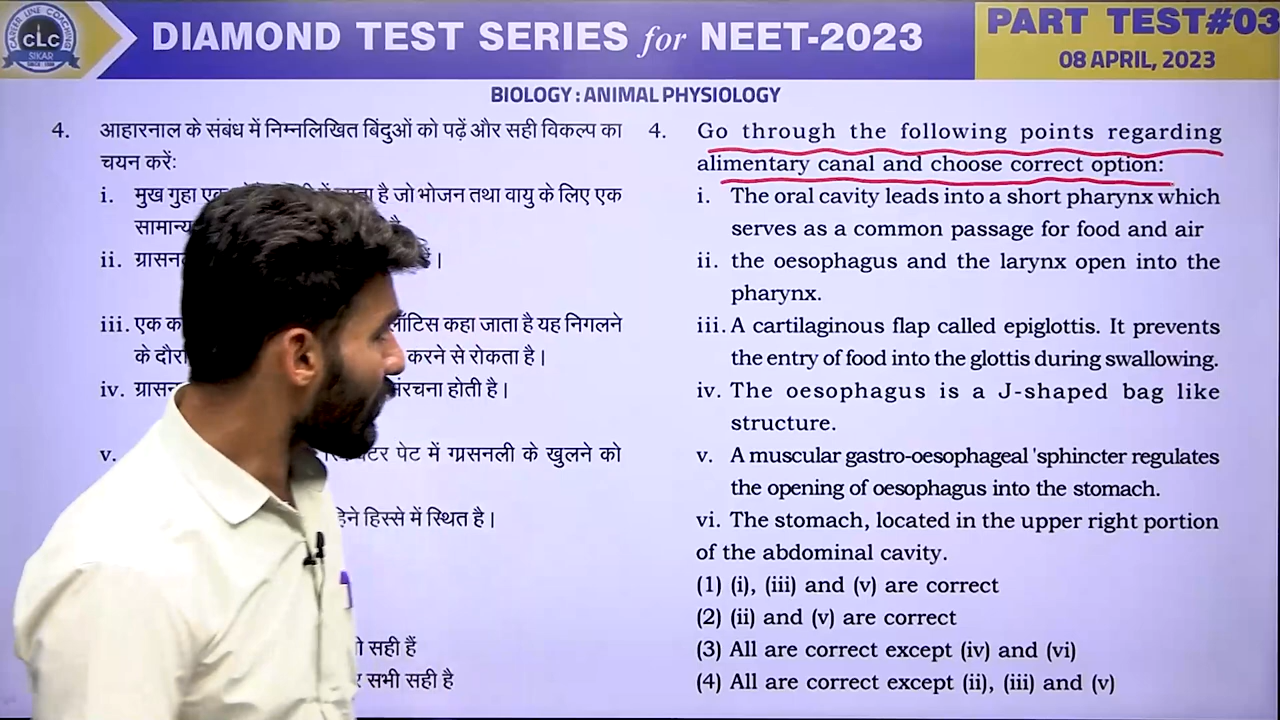 CAREER LINE COACHING
CLC
SIKAR
DIAMOND TEST SERIES for NEET-2023
PART TEST#03
08 APRIL, 2023
BIOLOGY : ANIMAL PHYSIOLOGY
4. आहारनाल के संबंध में निम्नलिखित बिंदुओं को पढ़ें और सही विकल्प का
चयन करें:
i. मुख गुहा है जो भोजन तथा वायु के लिए एक
सामान्य
ii.
iii. एक कहा जाता है यह निगलने
के करने से रोकता है।
iv. संरचना होती है।
v. पेट में ग्रासनली के खुलने को
हिस्से में स्थित है।
सही हैं
सभी सही है
4. Go through the following points regarding
alimentary canal and choose correct option:
i. The oral cavity leads into a short pharynx which
serves as a common passage for food and air
ii. the oesophagus and the larynx open into the
pharynx.
iii. A cartilaginous flap called epiglottis. It prevents
the entry of food into the glottis during swallowing.
iv. The oesophagus is a J-shaped bag like
structure.
v. A muscular gastro-oesophageal 'sphincter regulates
the opening of oesophagus into the stomach.
vi. The stomach, located in the upper right portion
of the abdominal cavity.
(1) (i), (iii) and (v) are correct
(2) (ii) and (v) are correct
(3) All are correct except (iv) and (vi)
(4) All are correct except (ii), (iii) and (v)